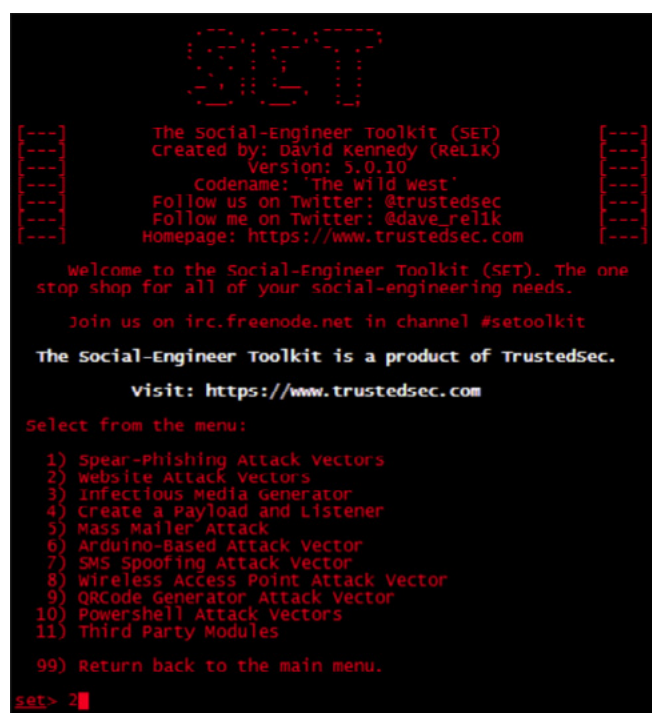 SET
[---] The Social-Engineer Toolkit (SET) [---]
[---] Created by: David Kennedy (ReL1K) [---]
[---] Version: 5.0.10 [---]
[---] Codename: 'The Wild West' [---]
[---] Follow us on Twitter: @trustedsec [---]
[---] Follow me on Twitter: @dave_rel1k [---]
[---] Homepage: https://www.trustedsec.com [---]
Welcome to the Social-Engineer Toolkit (SET). The one
stop shop for all of your social-engineering needs.
Join us on irc.freenode.net in channel #setoolkit
The Social-Engineer Toolkit is a product of TrustedSec.
Visit: https://www.trustedsec.com
Select from the menu:
1) Spear-Phishing Attack Vectors
2) Website Attack Vectors
3) Infectious Media Generator
4) Create a Payload and Listener
5) Mass Mailer Attack
6) Arduino-Based Attack Vector
7) SMS Spoofing Attack Vector
8) Wireless Access Point Attack Vector
9) QRCode Generator Attack Vector
10) Powershell Attack Vectors
11) Third Party Modules
99) Return back to the main menu.
set> 2